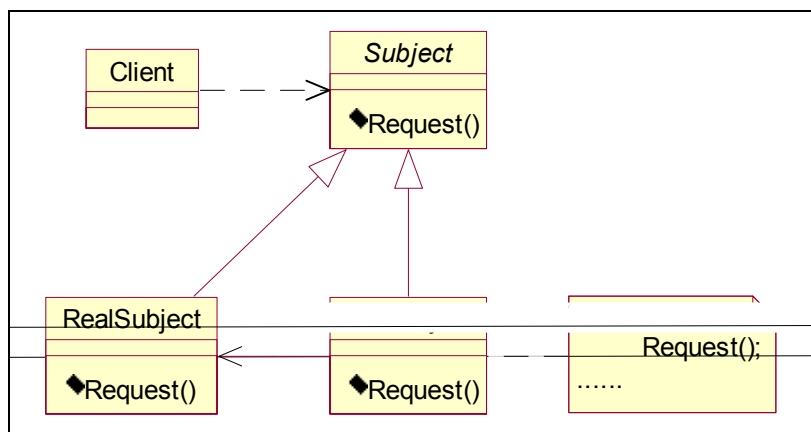 Client
Subject
Request()
RealSubject
Request()
Request()
Request();
......